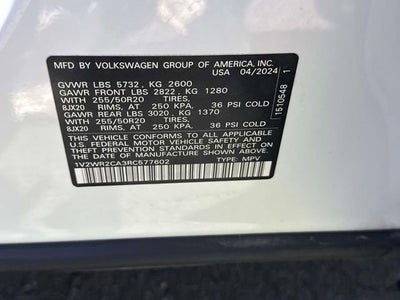 MFD BY VOLKSWAGEN GROUP OF AMERICA, INC.
USA 04/2024
GVWR LBS 5732, KG 2600
GAWR FRONT LBS 2822, KG 1280
WITH 255/50R20 TIRES,
8JX20 RIMS, AT 250 KPA. 36 PSI COLD
GAWR REAR LBS 3020, KG 1370
WITH 255/50R20 TIRES,
8JX20 RIMS, AT 250 KPA. 36 PSI COLD
THIS VEHICLE CONFORMS TO ALL APPLICABLE
U.S. FEDERAL MOTOR VEHICLE SAFETY
STANDARDS IN EFFECT ON THE DATE OF
MANUFACTURE SHOWN ABOVE.
1V2WR2CA3RC577602 TYPE: MPV
1510548 1